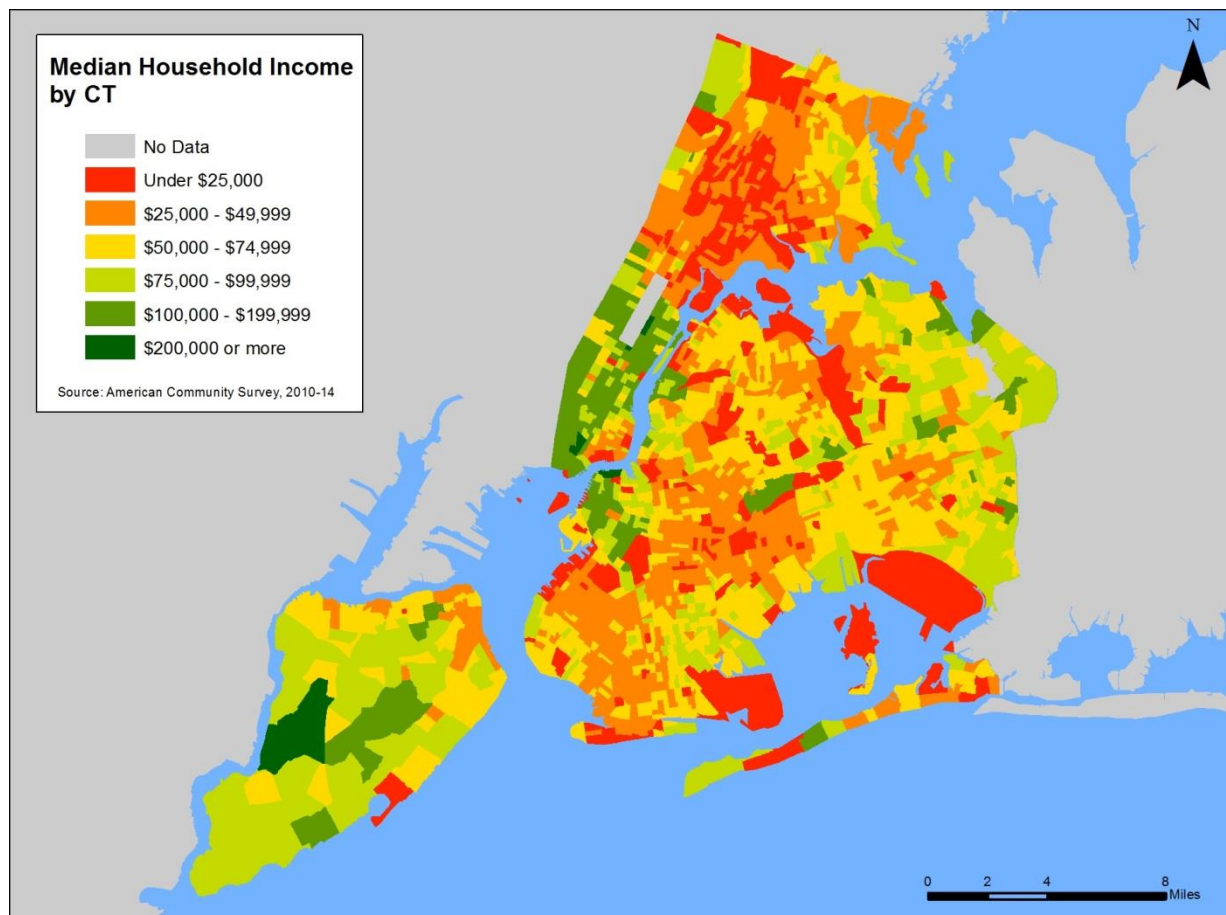 Median Household Income
by CT
No Data
Under $25,000
$25,000 - $49,999
$50,000 - $74,999
$75,000 - $99,999
$100,000 - $199,999
$200,000 or more
Source: American Community Survey, 2010-14
N
0 2 4 8
Miles